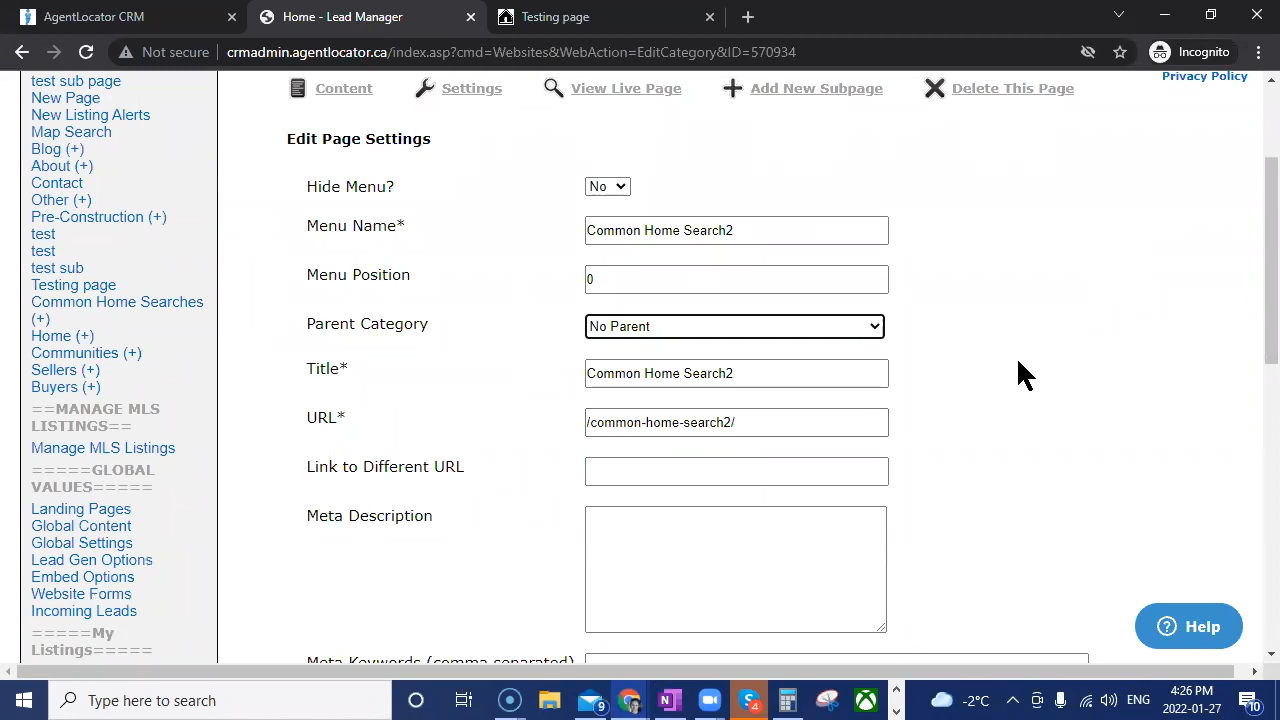 AgentLocator CRM
Home - Lead Manager
Testing page
Not secure
crmadmin.agentlocator.ca/index.asp?cmd=Websites&WebAction=EditCategory&ID=570934
Incognito
test sub page
New Page
New Listing Alerts
Map Search
Blog (+)
About (+)
Contact
Other (+)
Pre-Construction (+)
test
test
test sub
Testing page
Common Home Searches
(+)
Home (+)
Communities (+)
Sellers (+)
Buyers (+)
==MANAGE MLS
LISTINGS==
Manage MLS Listings
=====GLOBAL
VALUES=====
Landing Pages
Global Content
Global Settings
Lead Gen Options
Embed Options
Website Forms
Incoming Leads
=====My
Listings=====
Privacy Policy
Content
Settings
View Live Page
Add New Subpage
Delete This Page
Edit Page Settings
Hide Menu?
No
Menu Name*
Common Home Search2
Menu Position
0
Parent Category
No Parent
Title*
Common Home Search2
URL*
/common-home-search2/
Link to Different URL
Meta Description
Meta Keywords (comma separated)
Help
Type here to search
9
4
-2°C
ENG
4:26 PM
2022-01-27
10